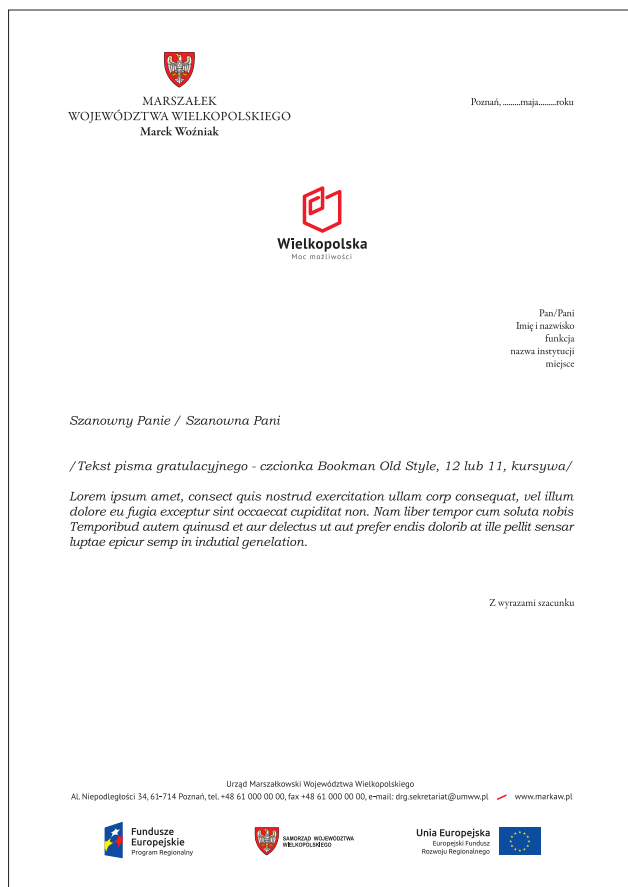 MARSZAŁEK
WOJEWÓDZTWA WIELKOPOLSKIEGO
Marek Woźniak
Poznań, ........maja........roku
Wielkopolska
Moc możliwości
Pan/Pani
Imię i nazwisko
funkcja
nazwa instytucji
miejsce
Szanowny Panie / Szanowna Pani
/Tekst pisma gratulacyjnego - czcionka Bookman Old Style, 12 lub 11, kursywa/
Lorem ipsum amet, consect quis nostrud exercitation ullam corp consequat, vel illum
dolore eu fugia exceptur sint occaecat cupiditat non. Nam liber tempor cum soluta nobis
Temporibud autem quinusd et aur delectus ut aut prefer endis dolorib at ille pellit sensar
luptae epicur semp in indutial genelation.
Z wyrazami szacunku
Urząd Marszałkowski Województwa Wielkopolskiego
Al. Niepodległości 34, 61-714 Poznań, tel. +48 61 000 00 00, fax +48 61 000 00 00, e-mail: drg.sekretariat@umww.pl www.markaw.pl
Fundusze
Europejskie
Program Regionalny
SAMORZĄD WOJEWÓDZTWA
WIELKOPOLSKIEGO
Unia Europejska
Europejski Fundusz
Rozwoju Regionalnego